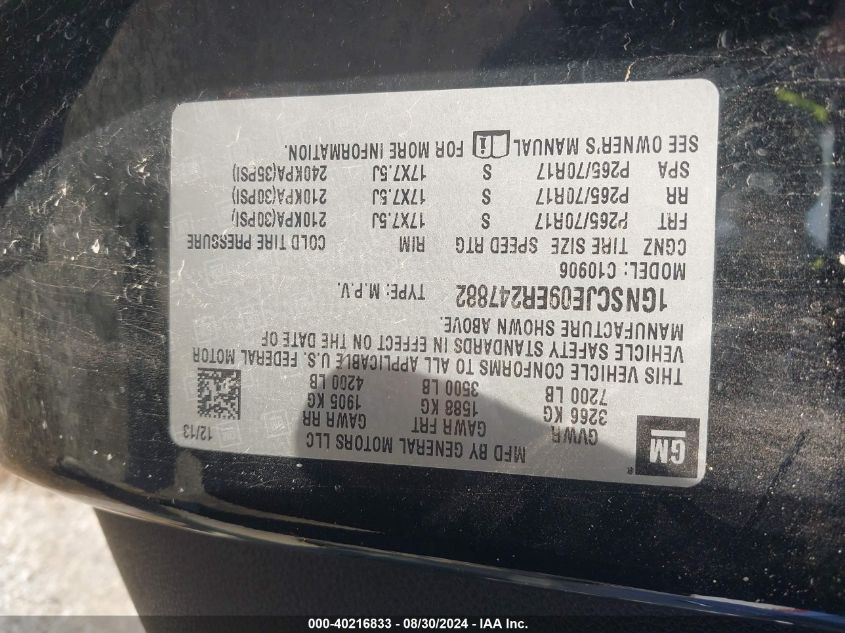 MFD BY GENERAL MOTORS LLC
12/13
GM
®
GVWR GAWR FRT GAWR RR
3266 KG 1588 KG 1905 KG
7200 LB 3500 LB 4200 LB
THIS VEHICLE CONFORMS TO ALL APPLICABLE U.S. FEDERAL MOTOR
VEHICLE SAFETY STANDARDS IN EFFECT ON THE DATE OF
MANUFACTURE SHOWN ABOVE.
1GNSCJE09ER247882 TYPE: M.P.V.
MODEL: C10906
CGNZ TIRE SIZE SPEED RTG RIM COLD TIRE PRESSURE
FRT P265/70R17 S 17X7.5J 210KPA(30PSI)
RR P265/70R17 S 17X7.5J 210KPA(30PSI)
SPA P265/70R17 S 17X7.5J 240KPA(35PSI)
SEE OWNER'S MANUAL i FOR MORE INFORMATION.
000-40216833 - 08/30/2024 - IAA Inc.